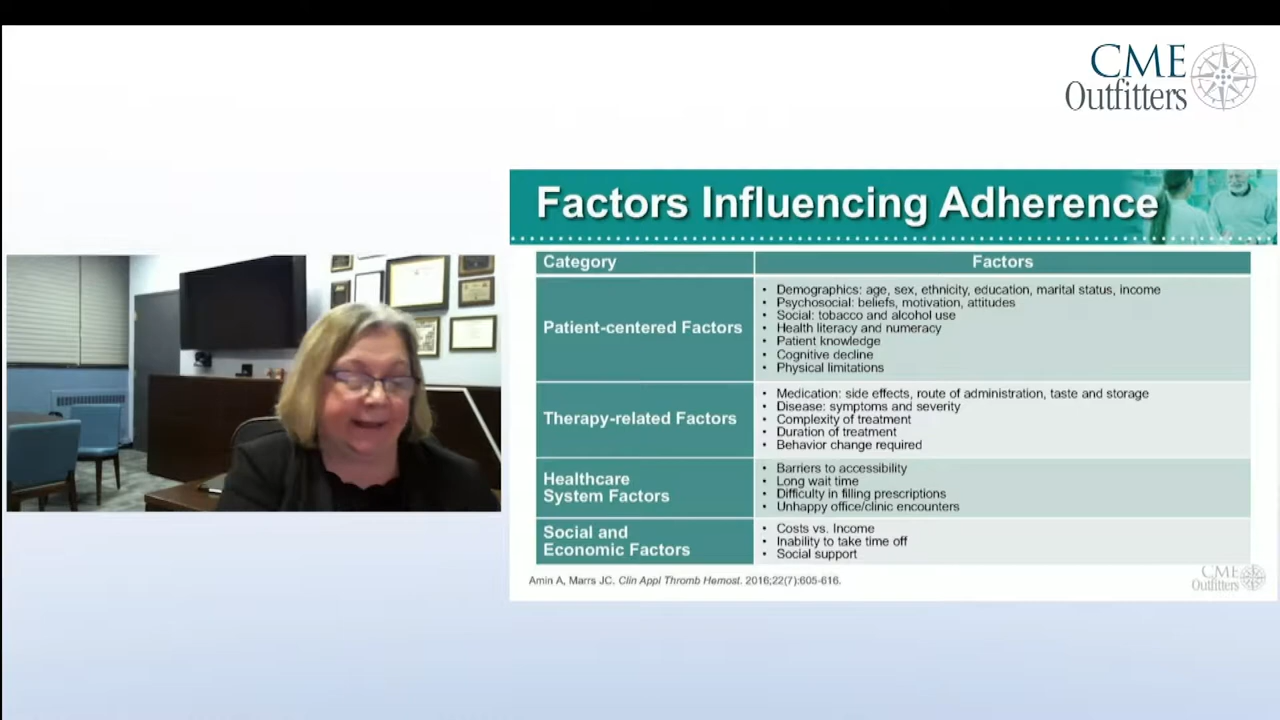 CME
Outfitters
Factors Influencing Adherence
Category
Factors
Patient-centered Factors
• Demographics: age, sex, ethnicity, education, marital status, income
• Psychosocial: beliefs, motivation, attitudes
• Social: tobacco and alcohol use
• Health literacy and numeracy
• Patient knowledge
• Cognitive decline
• Physical limitations
Therapy-related Factors
• Medication: side effects, route of administration, taste and storage
• Disease: symptoms and severity
• Complexity of treatment
• Duration of treatment
• Behavior change required
Healthcare
System Factors
• Barriers to accessibility
• Long wait time
• Difficulty in filling prescriptions
• Unhappy office/clinic encounters
Social and
Economic Factors
• Costs vs. Income
• Inability to take time off
• Social support
Amin A, Marrs JC. Clin Appl Thromb Hemost. 2016;22(7):605-616.
CME
Outfitters